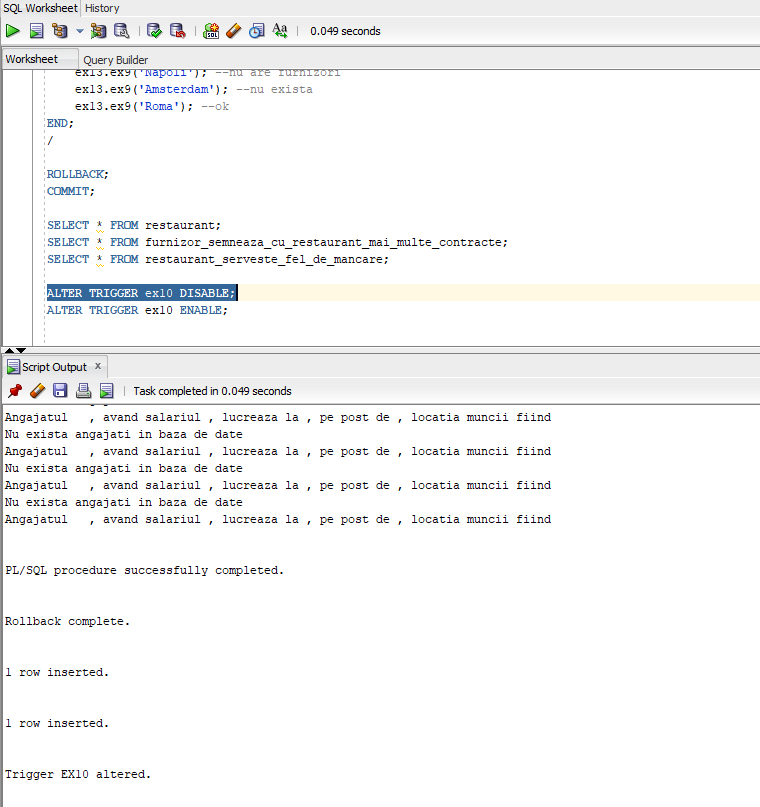 SQL Worksheet History
0.049 seconds
Worksheet Query Builder
ex13.ex9('Napoli'); --nu are furnizori
ex13.ex9('Amsterdam'); --nu exista
ex13.ex9('Roma'); --ok
END;
/
ROLLBACK;
COMMIT;
SELECT * FROM restaurant;
SELECT * FROM furnizor_semneaza_cu_restaurant_mai_multe_contracte;
SELECT * FROM restaurant_serveste_fel_de_mancare;
ALTER TRIGGER ex10 DISABLE;
ALTER TRIGGER ex10 ENABLE;
Script Output x
Task completed in 0.049 seconds
Angajatul   , avand salariul , lucreaza la , pe post de , locatia muncii fiind
Nu exista angajati in baza de date
Angajatul   , avand salariul , lucreaza la , pe post de , locatia muncii fiind
Nu exista angajati in baza de date
Angajatul   , avand salariul , lucreaza la , pe post de , locatia muncii fiind
Nu exista angajati in baza de date
Angajatul   , avand salariul , lucreaza la , pe post de , locatia muncii fiind
PL/SQL procedure successfully completed.
Rollback complete.
1 row inserted.
1 row inserted.
Trigger EX10 altered.